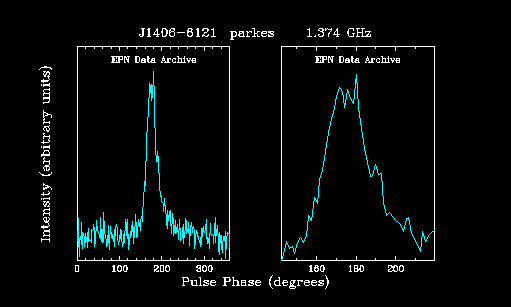 J1406-6121 parkes 1.374 GHz
EPN Data Archive
EPN Data Archive
Intensity (arbitrary units)
0 100 200 300
160 180 200
Pulse Phase (degrees)